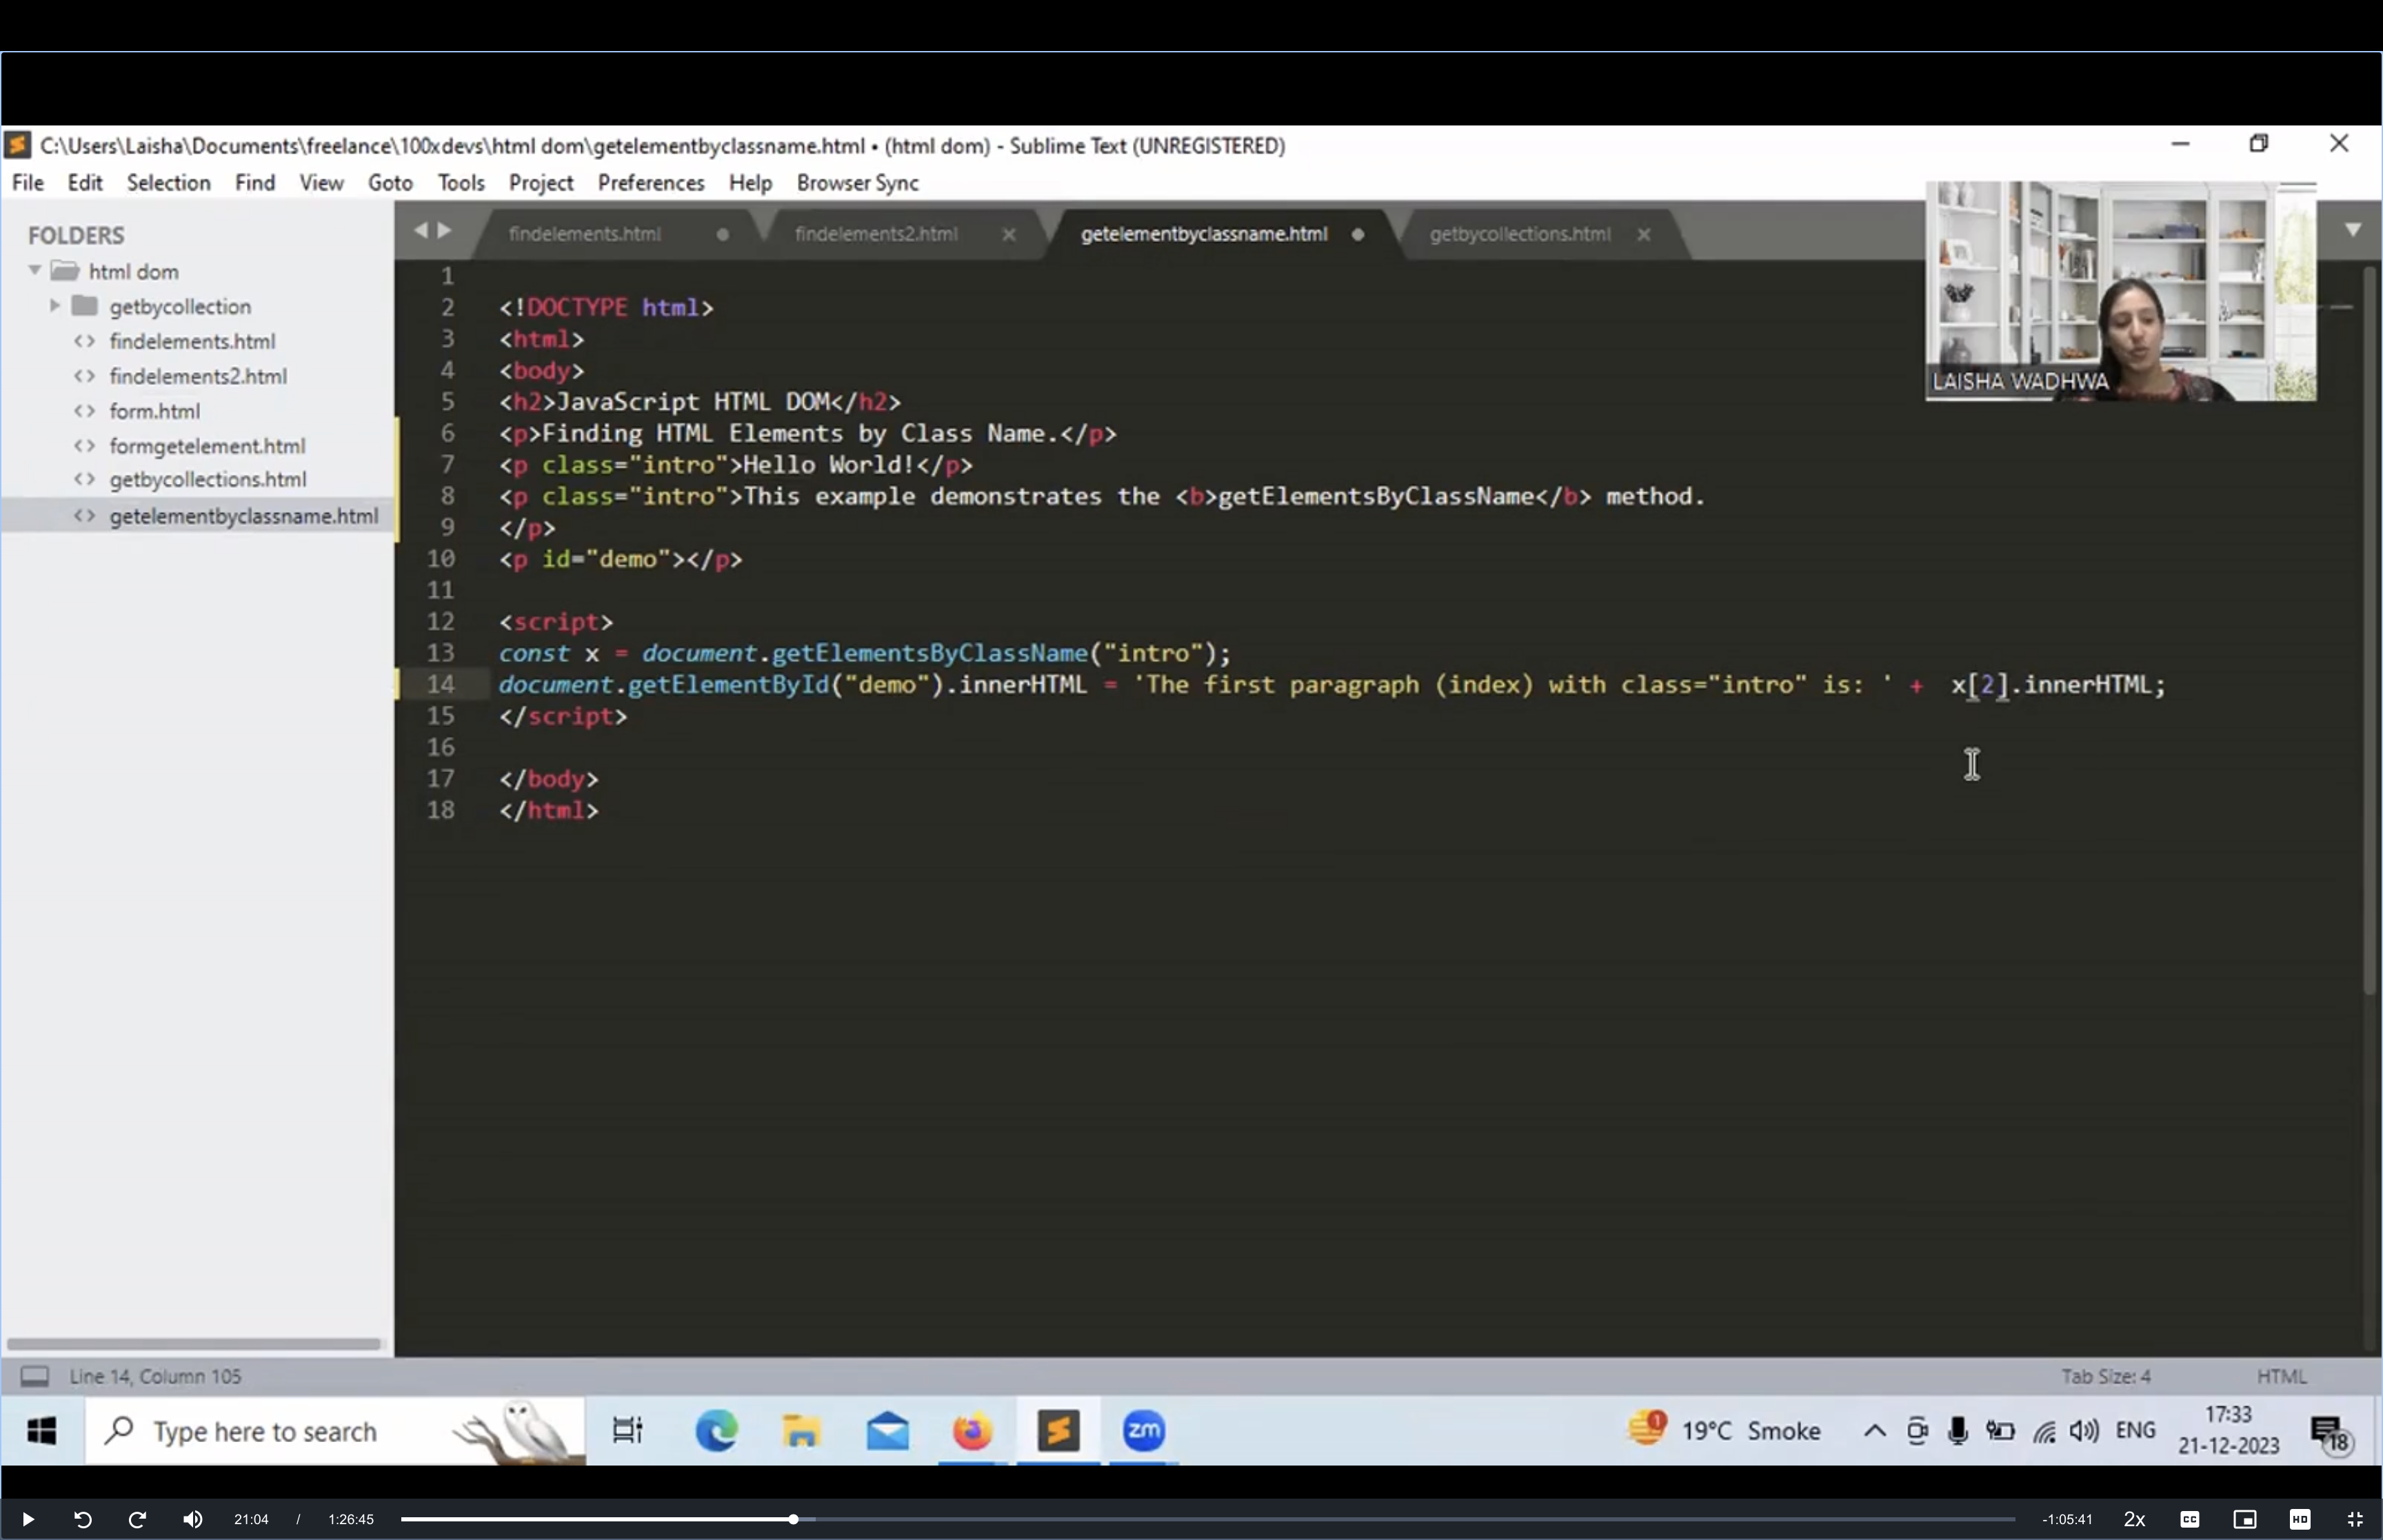 C:\Users\Laisha\Documents\freelance\100xdevs\html dom\getelementbyclassname.html • (html dom) - Sublime Text (UNREGISTERED)
File Edit Selection Find View Goto Tools Project Preferences Help Browser Sync
FOLDERS
html dom
getbycollection
findelements.html
findelements2.html
form.html
formgetelement.html
getbycollections.html
getelementbyclassname.html
findelements.html findelements2.html getelementbyclassname.html getbycollections.html
LAISHA WADHWA
1
2 <!DOCTYPE html>
3 <html>
4 <body>
5 <h2>JavaScript HTML DOM</h2>
6 <p>Finding HTML Elements by Class Name.</p>
7 <p class="intro">Hello World!</p>
8 <p class="intro">This example demonstrates the <b>getElementsByClassName</b> method.
9 </p>
10 <p id="demo"></p>
11
12 <script>
13 const x = document.getElementsByClassName("intro");
14 document.getElementById("demo").innerHTML = 'The first paragraph (index) with class="intro" is: ' +  x[2].innerHTML;
15 </script>
16
17 </body>
18 </html>
Line 14, Column 105 Tab Size: 4 HTML
Type here to search
zm
1
19°C Smoke
ENG
17:33
21-12-2023
18
21:04 / 1:26:45 -1:05:41 2x CC HD